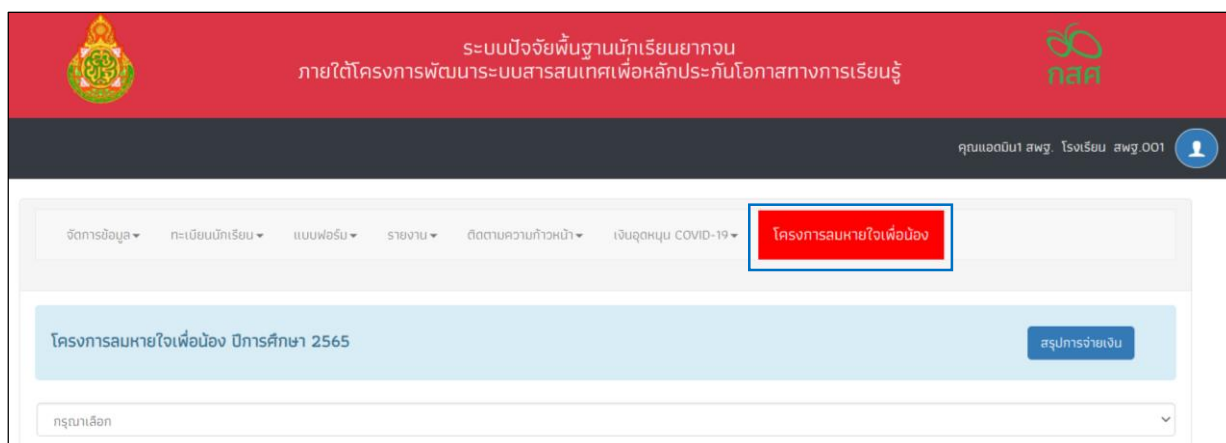 ระบบปัจจัยพื้นฐานนักเรียนยากจน
ภายใต้โครงการพัฒนาระบบสารสนเทศเพื่อหลักประกันโอกาสทางการเรียนรู้
กสศ
คุณแอดมิน1 สพฐ. โรงเรียน สพฐ.001
จัดการข้อมูล ทะเบียนนักเรียน แบบฟอร์ม รายงาน ติดตามความก้าวหน้า เงินอุดหนุน COVID-19 โครงการลมหายใจเพื่อน้อง
โครงการลมหายใจเพื่อน้อง ปีการศึกษา 2565 สรุปการจ่ายเงิน
กรุณาเลือก